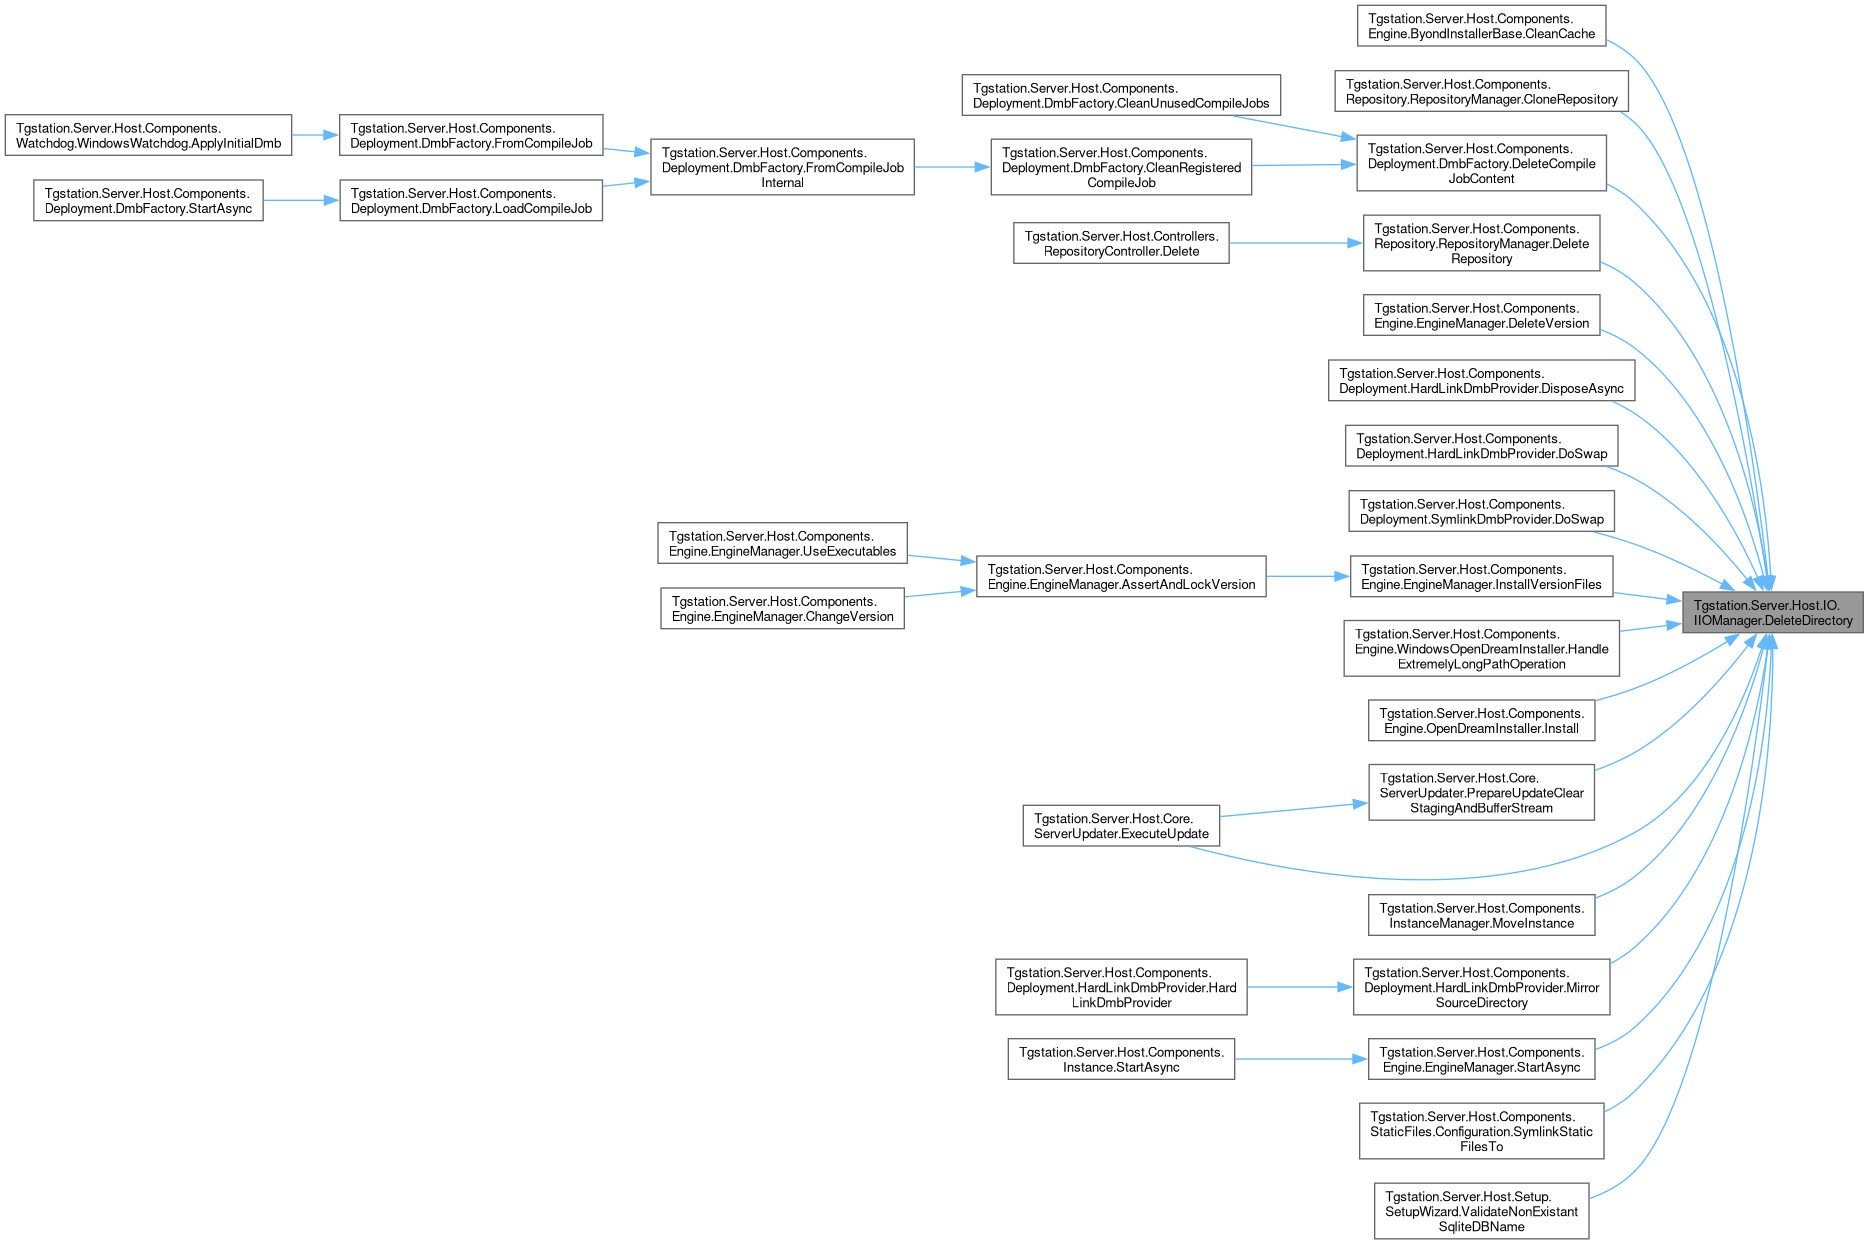 Tgstation.Server.Host.Components.
Engine.ByondInstallerBase.CleanCache
Tgstation.Server.Host.Components.
Repository.RepositoryManager.CloneRepository
Tgstation.Server.Host.Components.
Deployment.DmbFactory.CleanUnusedCompileJobs
Tgstation.Server.Host.Components.
Watchdog.WindowsWatchdog.ApplyInitialDmb
Tgstation.Server.Host.Components.
Deployment.DmbFactory.FromCompileJob
Tgstation.Server.Host.Components.
Deployment.DmbFactory.FromCompileJob
Internal
Tgstation.Server.Host.Components.
Deployment.DmbFactory.CleanRegistered
CompileJob
Tgstation.Server.Host.Components.
Deployment.DmbFactory.DeleteCompile
JobContent
Tgstation.Server.Host.Components.
Deployment.DmbFactory.StartAsync
Tgstation.Server.Host.Components.
Deployment.DmbFactory.LoadCompileJob
Tgstation.Server.Host.Controllers.
RepositoryController.Delete
Tgstation.Server.Host.Components.
Repository.RepositoryManager.Delete
Repository
Tgstation.Server.Host.Components.
Engine.EngineManager.DeleteVersion
Tgstation.Server.Host.Components.
Deployment.HardLinkDmbProvider.DisposeAsync
Tgstation.Server.Host.Components.
Deployment.HardLinkDmbProvider.DoSwap
Tgstation.Server.Host.Components.
Deployment.SymlinkDmbProvider.DoSwap
Tgstation.Server.Host.Components.
Engine.EngineManager.UseExecutables
Tgstation.Server.Host.Components.
Engine.EngineManager.ChangeVersion
Tgstation.Server.Host.Components.
Engine.EngineManager.AssertAndLockVersion
Tgstation.Server.Host.Components.
Engine.EngineManager.InstallVersionFiles
Tgstation.Server.Host.IO.
IIOManager.DeleteDirectory
Tgstation.Server.Host.Components.
Engine.WindowsOpenDreamInstaller.Handle
ExtremelyLongPathOperation
Tgstation.Server.Host.Components.
Engine.OpenDreamInstaller.Install
Tgstation.Server.Host.Core.
ServerUpdater.PrepareUpdateClear
StagingAndBufferStream
Tgstation.Server.Host.Core.
ServerUpdater.ExecuteUpdate
Tgstation.Server.Host.Components.
InstanceManager.MoveInstance
Tgstation.Server.Host.Components.
Deployment.HardLinkDmbProvider.Hard
LinkDmbProvider
Tgstation.Server.Host.Components.
Deployment.HardLinkDmbProvider.Mirror
SourceDirectory
Tgstation.Server.Host.Components.
Instance.StartAsync
Tgstation.Server.Host.Components.
Engine.EngineManager.StartAsync
Tgstation.Server.Host.Components.
StaticFiles.Configuration.SymlinkStatic
FilesTo
Tgstation.Server.Host.Setup.
SetupWizard.ValidateNonExistant
SqliteDBName